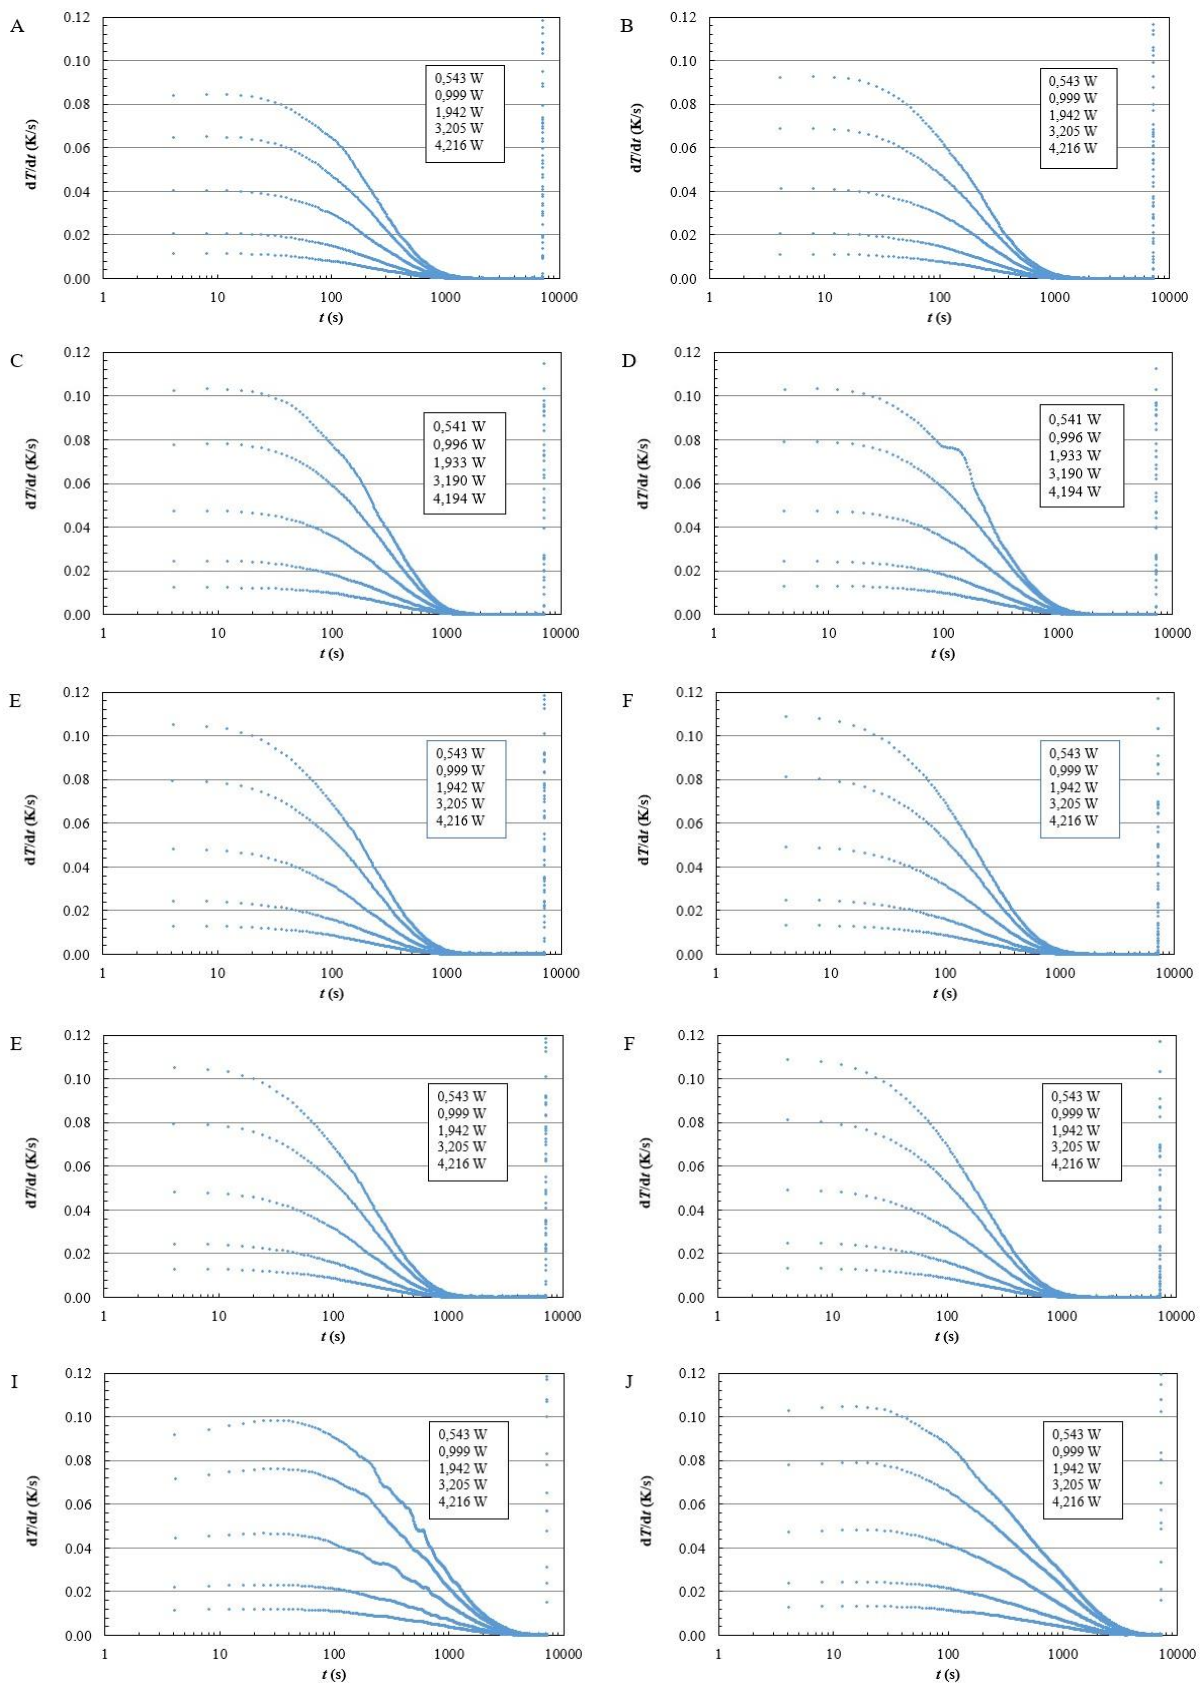 A
0.12
0.10
0.08
0.06
0.04
0.02
0.00
dT/dt (K/s)
0,543 W
0,999 W
1,942 W
3,205 W
4,216 W
1 10 100 1000 10000
t (s)
B
0.12
0.10
0.08
0.06
0.04
0.02
0.00
dT/dt (K/s)
0,543 W
0,999 W
1,942 W
3,205 W
4,216 W
1 10 100 1000 10000
t (s)
C
0.12
0.10
0.08
0.06
0.04
0.02
0.00
dT/dt (K/s)
0,541 W
0,996 W
1,933 W
3,190 W
4,194 W
1 10 100 1000 10000
t (s)
D
0.12
0.10
0.08
0.06
0.04
0.02
0.00
dT/dt (K/s)
0,541 W
0,996 W
1,933 W
3,190 W
4,194 W
1 10 100 1000 10000
t (s)
E
0.12
0.10
0.08
0.06
0.04
0.02
0.00
dT/dt (K/s)
0,543 W
0,999 W
1,942 W
3,205 W
4,216 W
1 10 100 1000 10000
t (s)
F
0.12
0.10
0.08
0.06
0.04
0.02
0.00
dT/dt (K/s)
0,543 W
0,999 W
1,942 W
3,205 W
4,216 W
1 10 100 1000 10000
t (s)
E
0.12
0.10
0.08
0.06
0.04
0.02
0.00
dT/dt (K/s)
0,543 W
0,999 W
1,942 W
3,205 W
4,216 W
1 10 100 1000 10000
t (s)
F
0.12
0.10
0.08
0.06
0.04
0.02
0.00
dT/dt (K/s)
0,543 W
0,999 W
1,942 W
3,205 W
4,216 W
1 10 100 1000 10000
t (s)
I
0.12
0.10
0.08
0.06
0.04
0.02
0.00
dT/dt (K/s)
0,543 W
0,999 W
1,942 W
3,205 W
4,216 W
1 10 100 1000 10000
t (s)
J
0.12
0.10
0.08
0.06
0.04
0.02
0.00
dT/dt (K/s)
0,543 W
0,999 W
1,942 W
3,205 W
4,216 W
1 10 100 1000 10000
t (s)